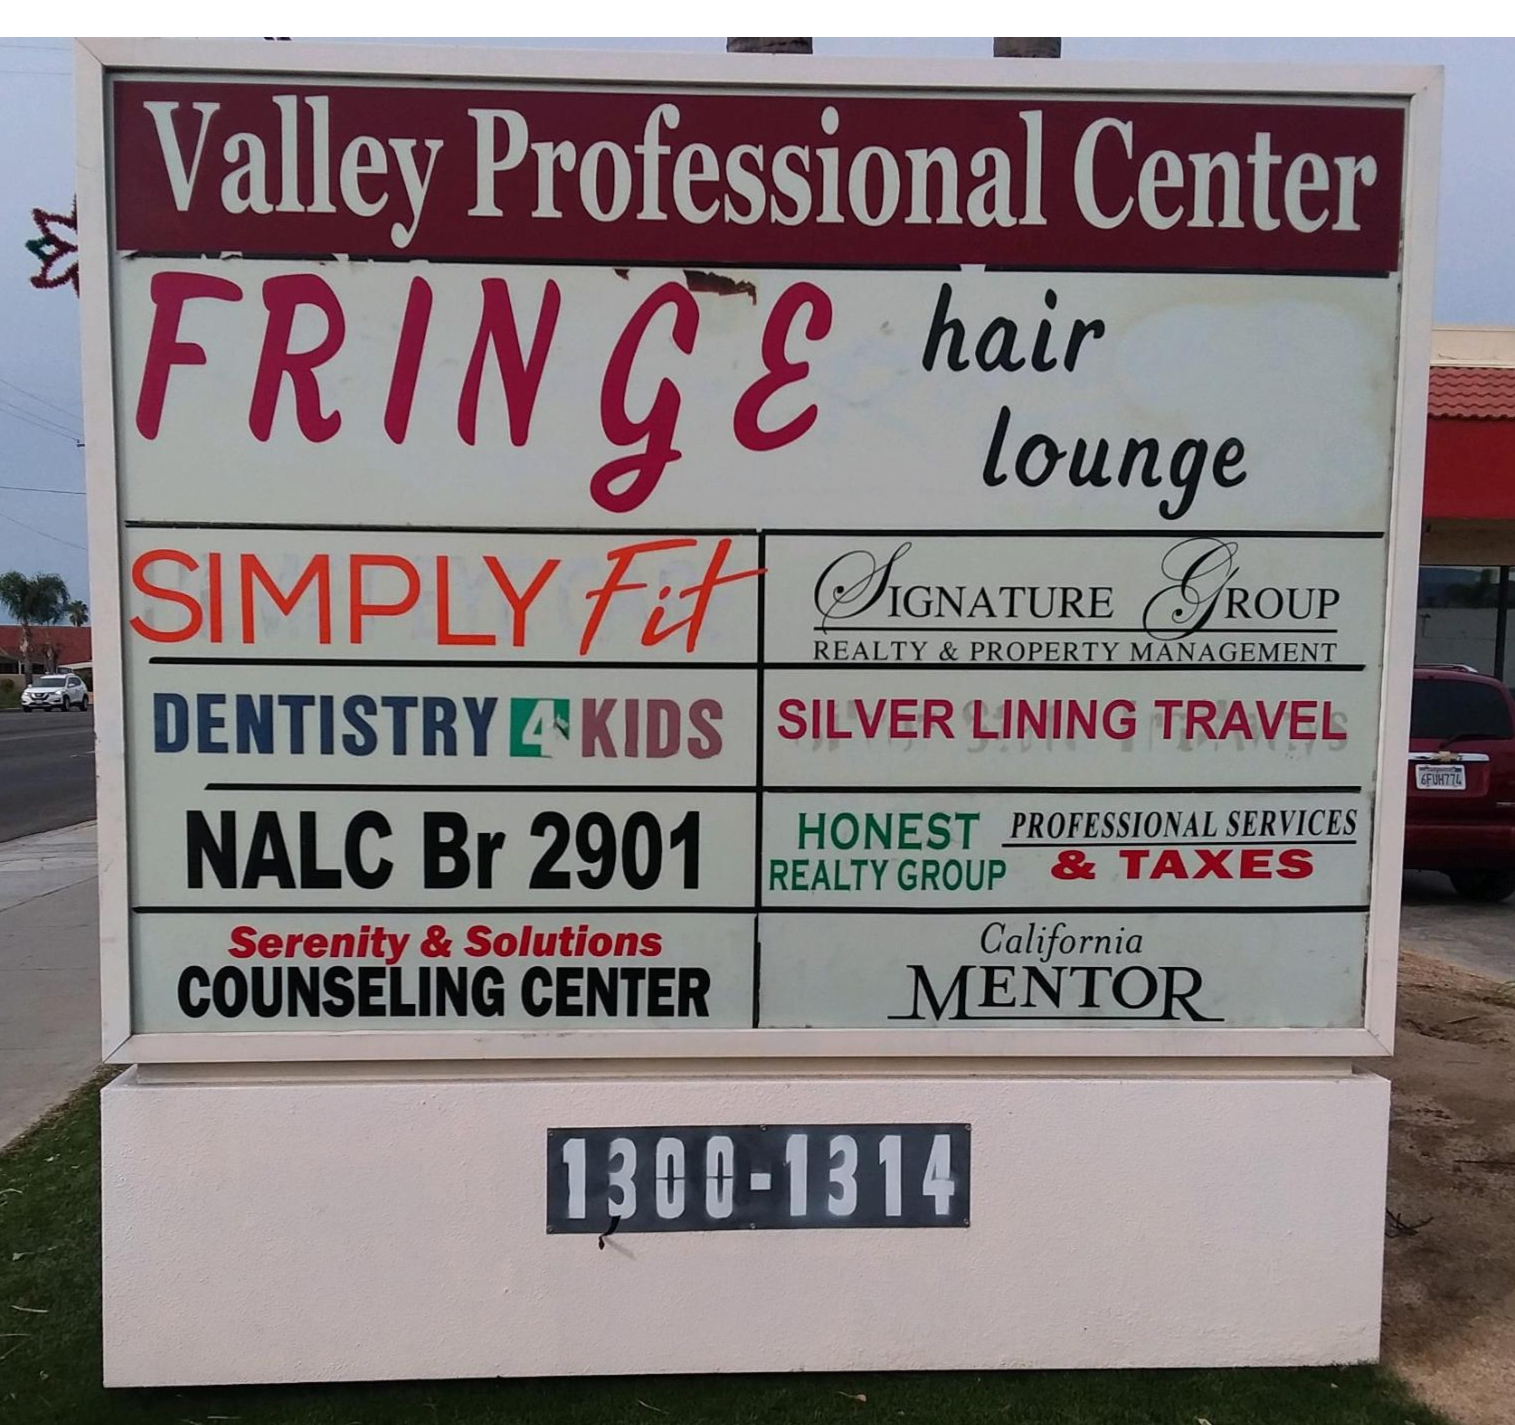 Valley Professional Center
FRINGE hair
lounge
SIMPLY Fit
SIGNATURE GROUP
REALTY & PROPERTY MANAGEMENT
DENTISTRY 4 KIDS
SILVER LINING TRAVEL
NALC Br 2901
HONEST
REALTY GROUP
PROFESSIONAL SERVICES
& TAXES
Serenity & Solutions
COUNSELING CENTER
California
MENTOR
1300-1314
6FUH774